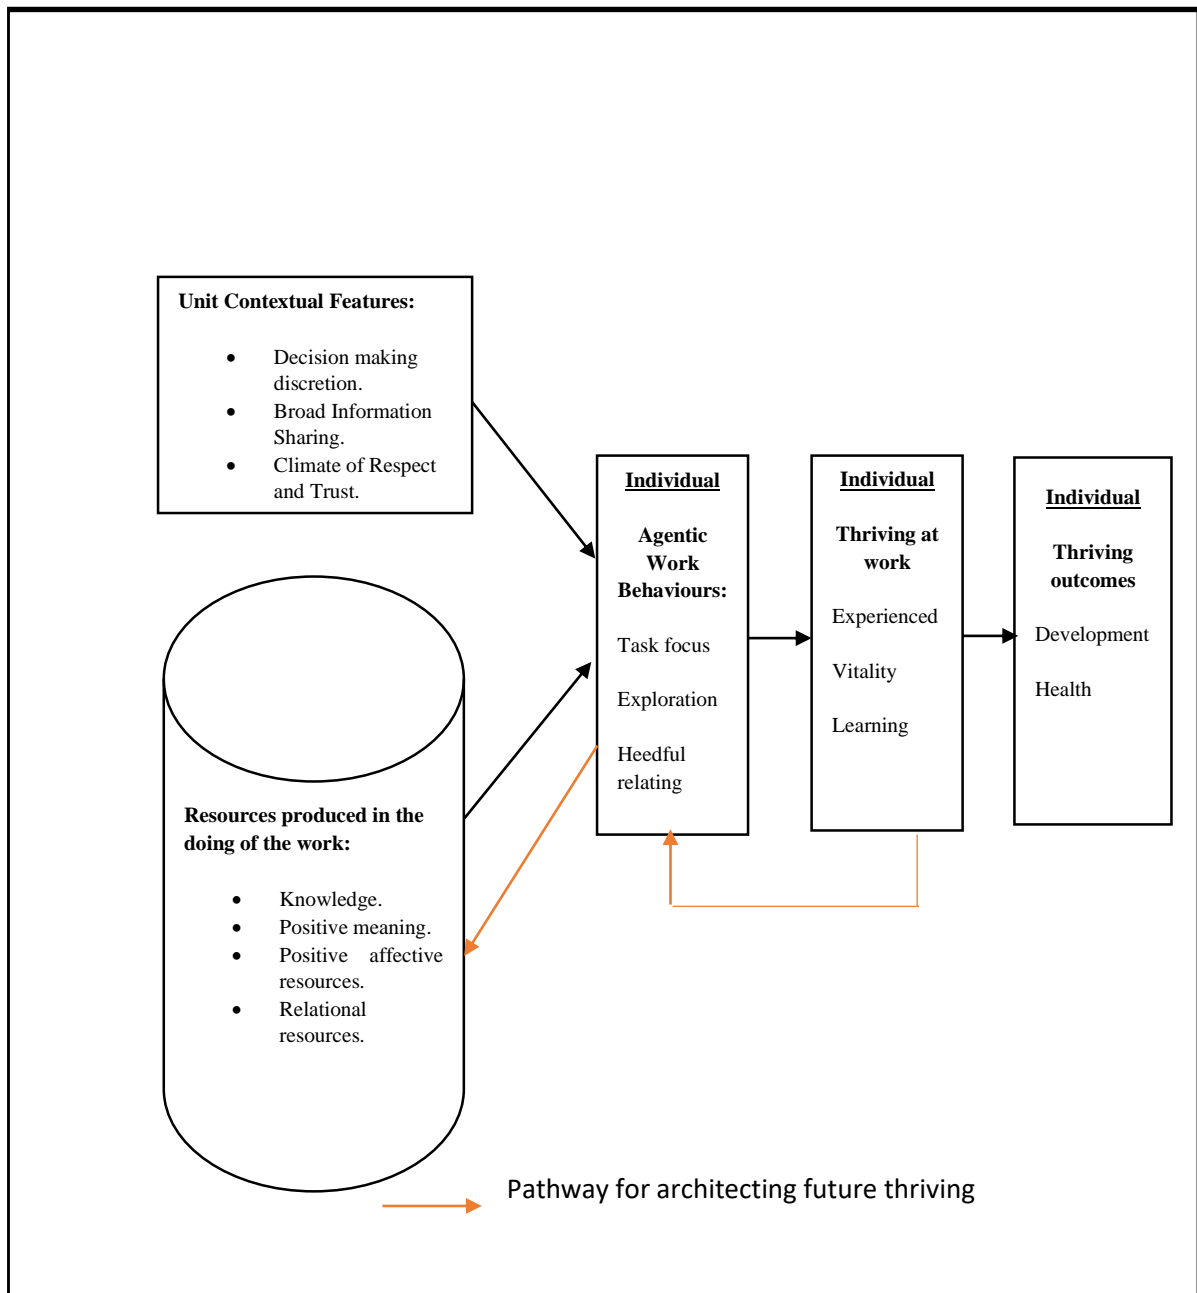 Unit Contextual Features:
• Decision making
discretion.
• Broad Information
Sharing.
• Climate of Respect
and Trust.
Individual
Agentic
Work
Behaviours:
Task focus
Exploration
Heedful
relating
Individual
Thriving at
work
Experienced
Vitality
Learning
Individual
Thriving
outcomes
Development
Health
Resources produced in the
doing of the work:
• Knowledge.
• Positive meaning.
• Positive affective
resources.
• Relational
resources.
Pathway for architecting future thriving